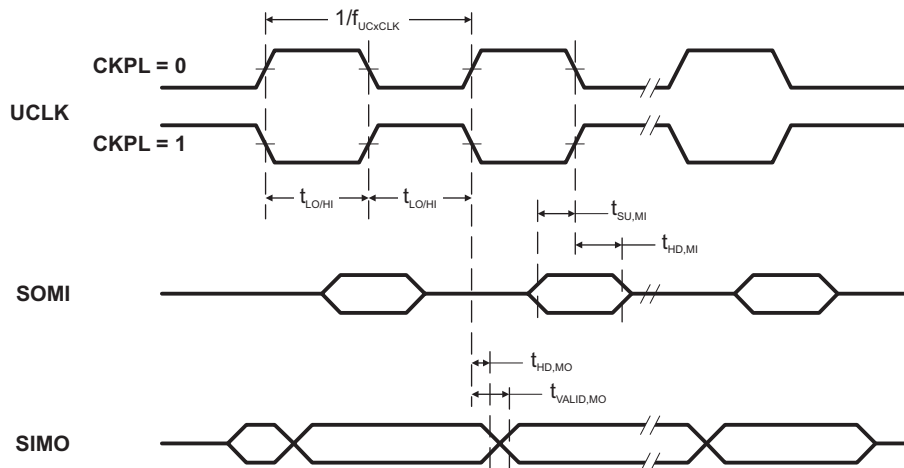 1/fUCxCLK
CKPL = 0
UCLK
CKPL = 1
tLO/HI
tLO/HI
tSU,MI
tHD,MI
SOMI
tHD,MO
tVALID,MO
SIMO